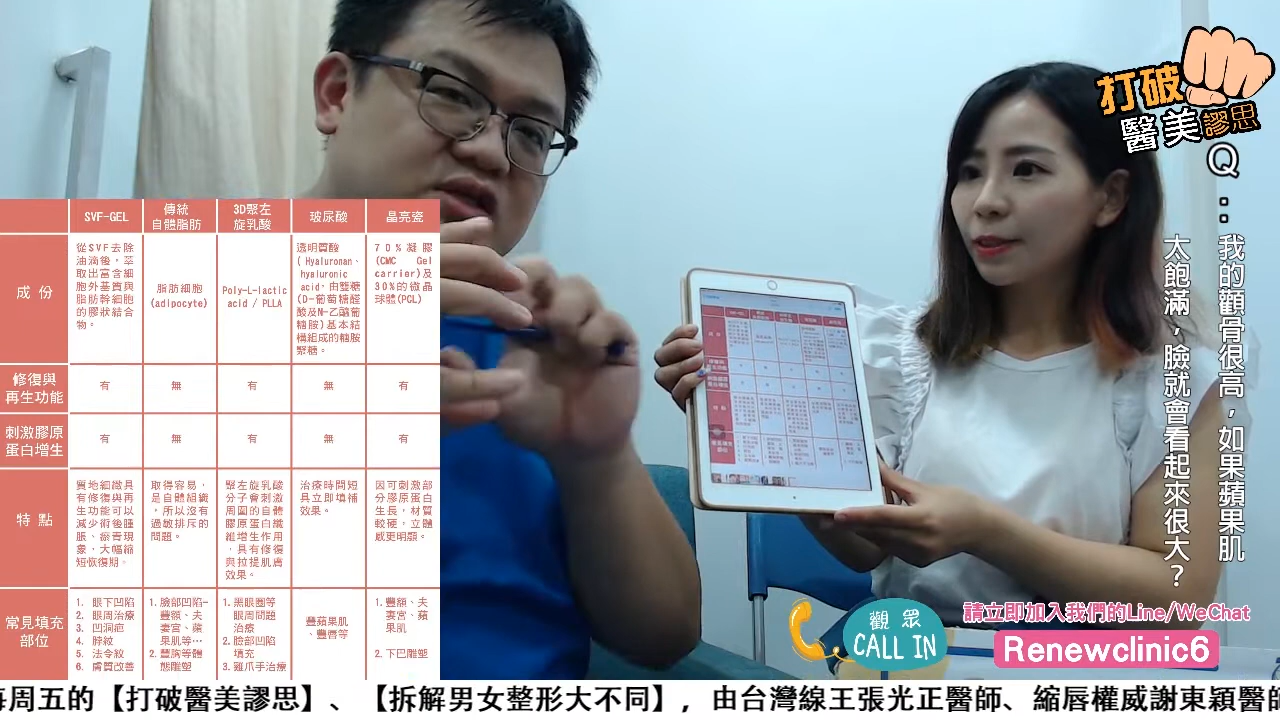 打破
醫美謬思
Q：我的顴骨很高，如果蘋果肌
太飽滿，臉就會看起來很大？
SVF-GEL
傳統
自體脂肪
3D聚左
旋乳酸
玻尿酸
晶亮瓷
成 份
從SVF去除
油滴後，萃
取出富含細
胞外基質與
脂肪幹細胞
的膠狀結合
物。
脂肪細胞
(adipocyte)
Poly-L-lactic
acid / PLLA
透明質酸
( Hyaluronan、
hyaluronic
acid，由雙糖
(D-葡萄糖醛
酸及N-乙醯葡
糖胺)基本結
構組成的糖胺
聚糖。
70%凝膠
(CMC Gel
carrier)及
30%的微晶
球體(PCL)
修復與
再生功能
有
無
有
無
有
刺激膠原
蛋白增生
有
無
有
無
有
特 點
質地細緻具
有修復與再
生功能可以
減少術後腫
脹、瘀青現
象，大幅縮
短恢復期。
取得容易，
是自體組織
，所以沒有
過敏排斥的
問題。
聚左旋乳酸
分子會刺激
周圍的自體
膠原蛋白纖
維增生作用
，具有修復
與拉提肌膚
效果。
治療時間短
具立即填補
效果。
因可刺激部
分膠原蛋白
生長，材質
較硬，立體
感更明顯。
常見填充
部位
1. 眼下凹陷
2. 眼周治療
3. 凹洞疤
4. 靜紋
5. 法令紋
6. 膚質改善
1. 臉部凹陷-
豐額、夫
妻宮、蘋
果肌等…
2. 豐胸等體
態雕塑
1. 黑眼圈等
眼周問題
治療
2. 臉部凹陷
填充
3. 雞爪手治療
豐蘋果肌
、豐唇等
1. 豐額、夫
妻宮、蘋
果肌
2. 下巴雕塑
觀 眾
CALL IN
請立即加入我們的Line/WeChat
Renewclinic6
每周五的【打破醫美謬思】、【拆解男女整形大不同】，由台灣線王張光正醫師、縮唇權威謝東穎醫師